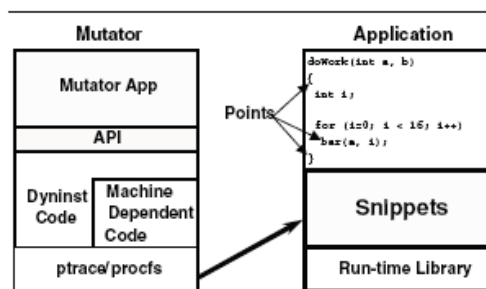 Mutator
Mutator App
API
Dyninst
Code
Machine
Dependent
Code
ptrace/procfs
Points
Application
doWork(int a, b)
{
int i;
for (i=0; i < 16; i++)
bar(a, i);
}
Snippets
Run-time Library